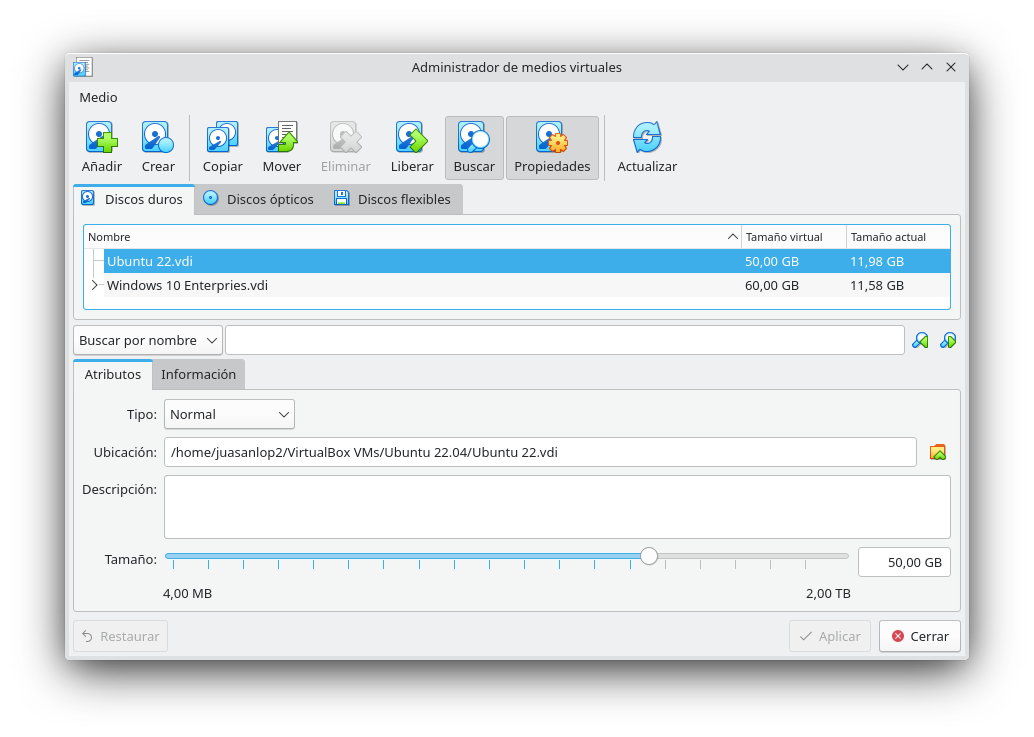 Administrador de medios virtuales
Medio
Añadir Crear Copiar Mover Eliminar Liberar Buscar Propiedades Actualizar
Discos duros Discos ópticos Discos flexibles
Nombre Tamaño virtual Tamaño actual
Ubuntu 22.vdi 50,00 GB 11,98 GB
Windows 10 Enterpries.vdi 60,00 GB 11,58 GB
Buscar por nombre
Atributos Información
Tipo: Normal
Ubicación: /home/juasanlop2/VirtualBox VMs/Ubuntu 22.04/Ubuntu 22.vdi
Descripción:
Tamaño: 50,00 GB
4,00 MB 2,00 TB
Restaurar Aplicar Cerrar